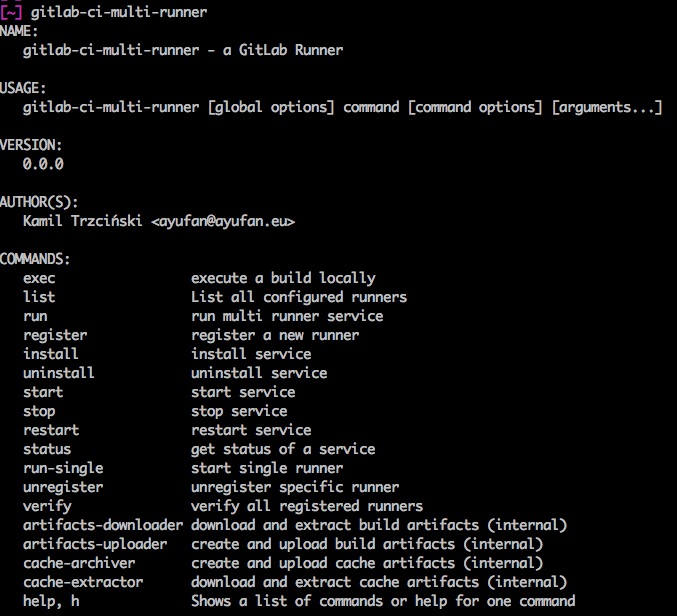 [~] gitlab-ci-multi-runner
NAME:
   gitlab-ci-multi-runner - a GitLab Runner

USAGE:
   gitlab-ci-multi-runner [global options] command [command options] [arguments...]

VERSION:
   0.0.0

AUTHOR(S):
   Kamil Trzciński <ayufan@ayufan.eu>

COMMANDS:
   exec                 execute a build locally
   list                 List all configured runners
   run                  run multi runner service
   register             register a new runner
   install              install service
   uninstall            uninstall service
   start                start service
   stop                 stop service
   restart              restart service
   status               get status of a service
   run-single           start single runner
   unregister           unregister specific runner
   verify               verify all registered runners
   artifacts-downloader download and extract build artifacts (internal)
   artifacts-uploader   create and upload build artifacts (internal)
   cache-archiver       create and upload cache artifacts (internal)
   cache-extractor      download and extract cache artifacts (internal)
   help, h              Shows a list of commands or help for one command